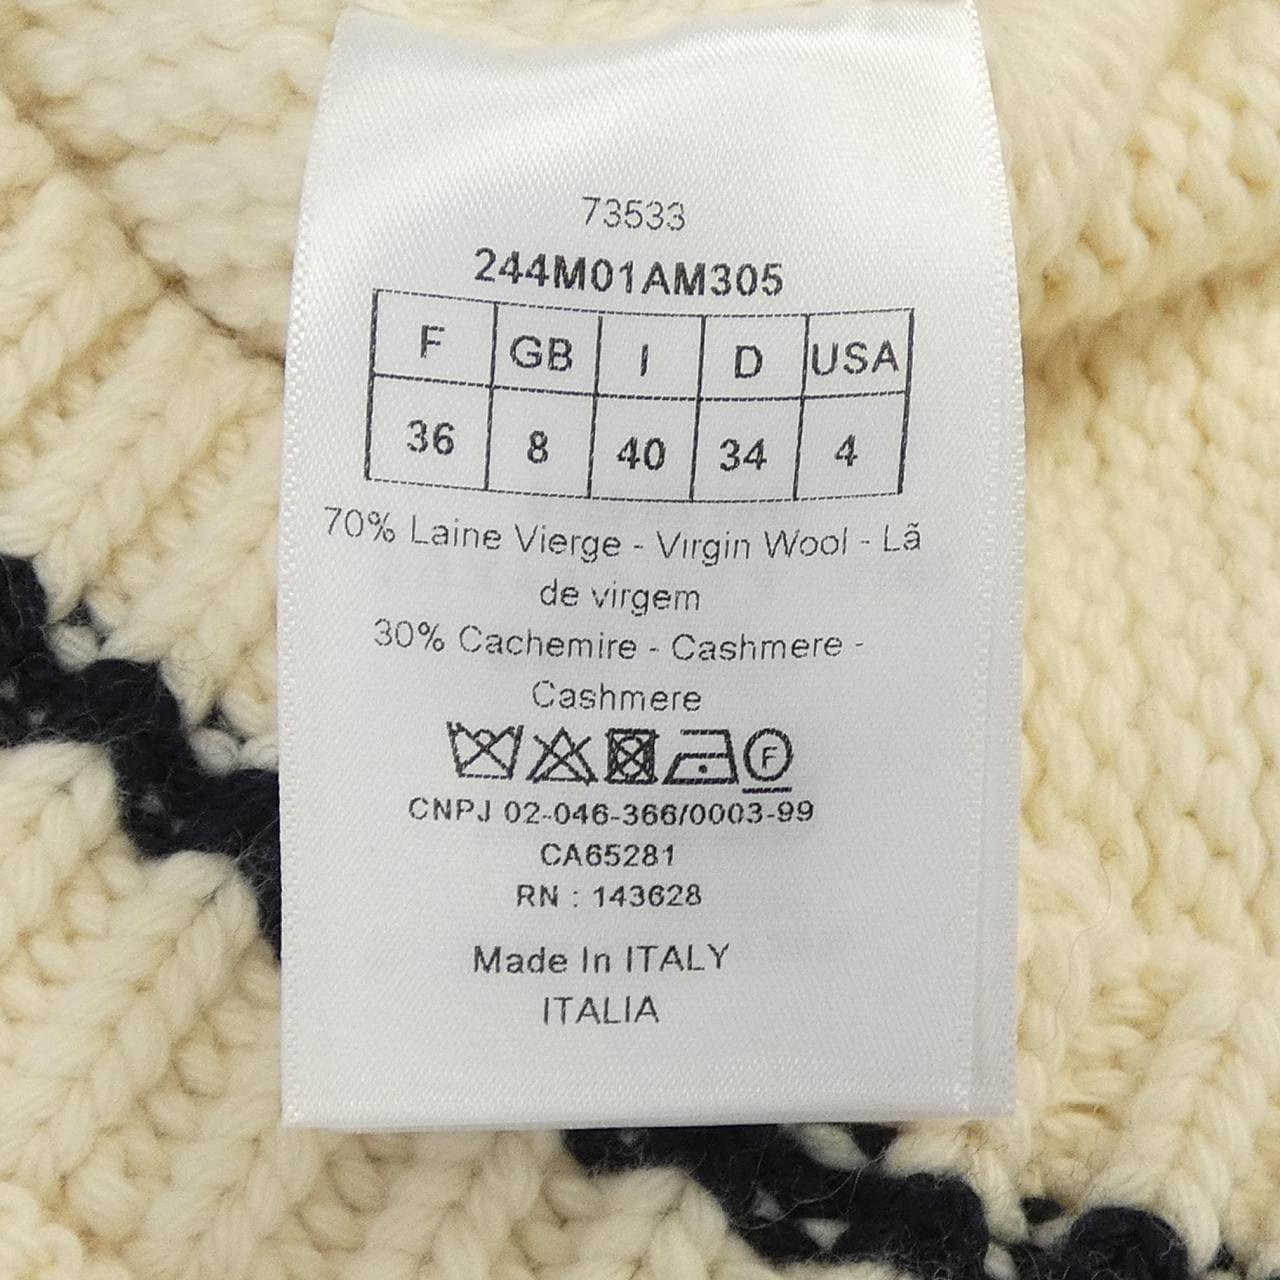 73533
244M01AM305
F GB I D USA
36 8 40 34 4
70% Laine Vierge - Virgin Wool - Lã
de virgem
30% Cachemire - Cashmere -
Cashmere
F
CNPJ 02-046-366/0003-99
CA65281
RN : 143628
Made In ITALY
ITALIA